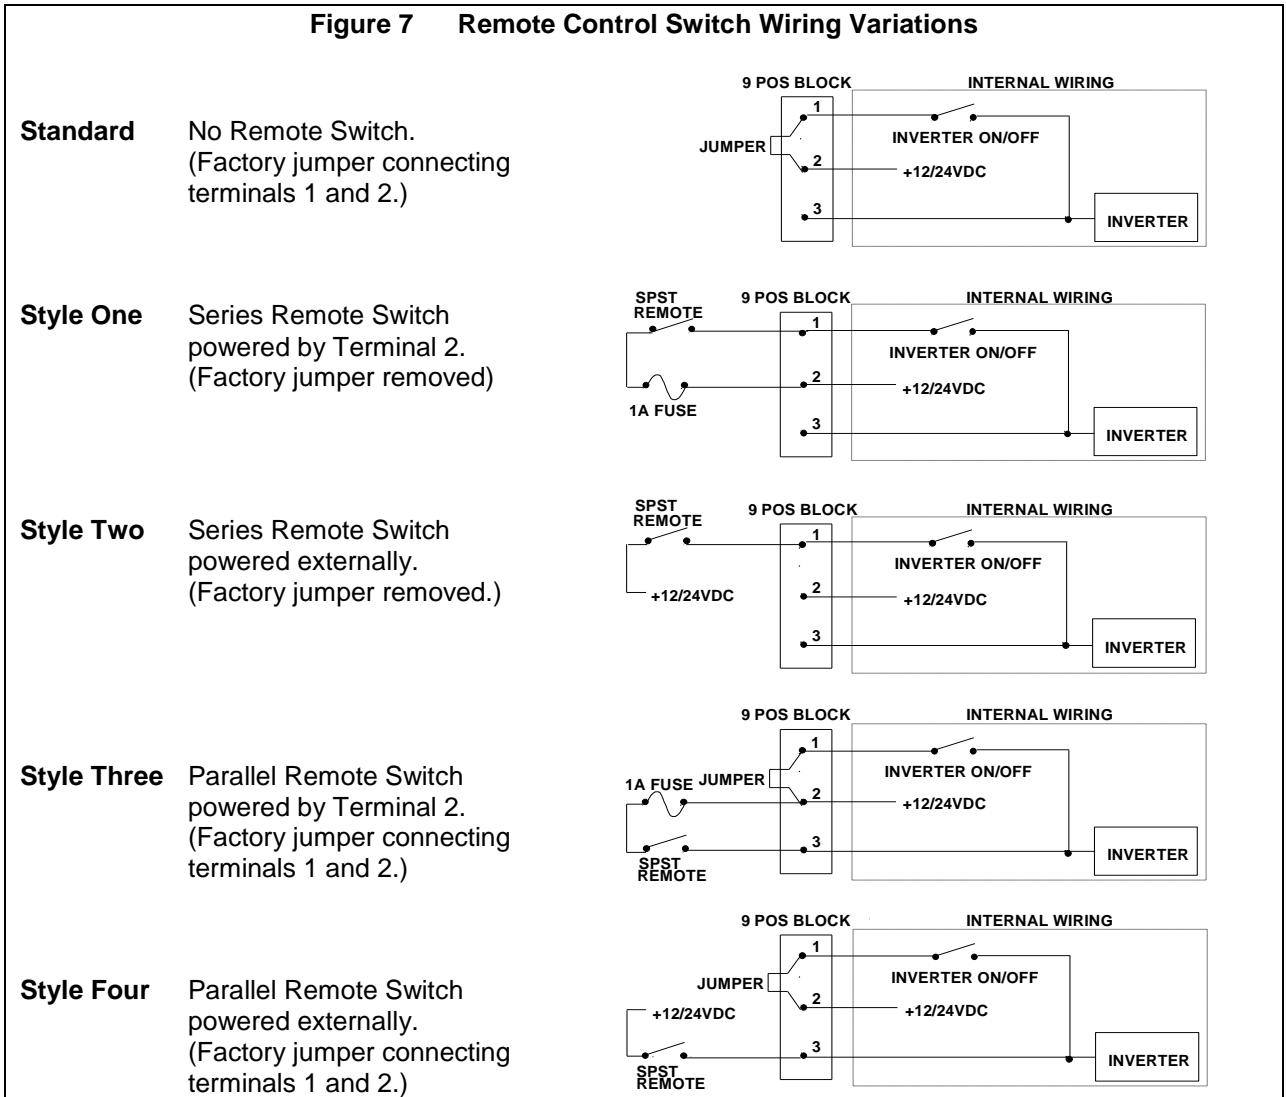 Figure 7 Remote Control Switch Wiring Variations
Standard No Remote Switch.
(Factory jumper connecting
terminals 1 and 2.)
9 POS BLOCK INTERNAL WIRING
1
INVERTER ON/OFF
JUMPER
2
+12/24VDC
3
INVERTER
Style One Series Remote Switch
powered by Terminal 2.
(Factory jumper removed)
SPST
REMOTE
9 POS BLOCK INTERNAL WIRING
1
INVERTER ON/OFF
2
+12/24VDC
1A FUSE
3
INVERTER
Style Two Series Remote Switch
powered externally.
(Factory jumper removed.)
SPST
REMOTE
9 POS BLOCK INTERNAL WIRING
1
INVERTER ON/OFF
+12/24VDC
2
+12/24VDC
3
INVERTER
Style Three Parallel Remote Switch
powered by Terminal 2.
(Factory jumper connecting
terminals 1 and 2.)
9 POS BLOCK INTERNAL WIRING
1
INVERTER ON/OFF
1A FUSE JUMPER
2
+12/24VDC
3
SPST
REMOTE
INVERTER
Style Four Parallel Remote Switch
powered externally.
(Factory jumper connecting
terminals 1 and 2.)
9 POS BLOCK INTERNAL WIRING
1
INVERTER ON/OFF
JUMPER
2
+12/24VDC
+12/24VDC
3
SPST
REMOTE
INVERTER